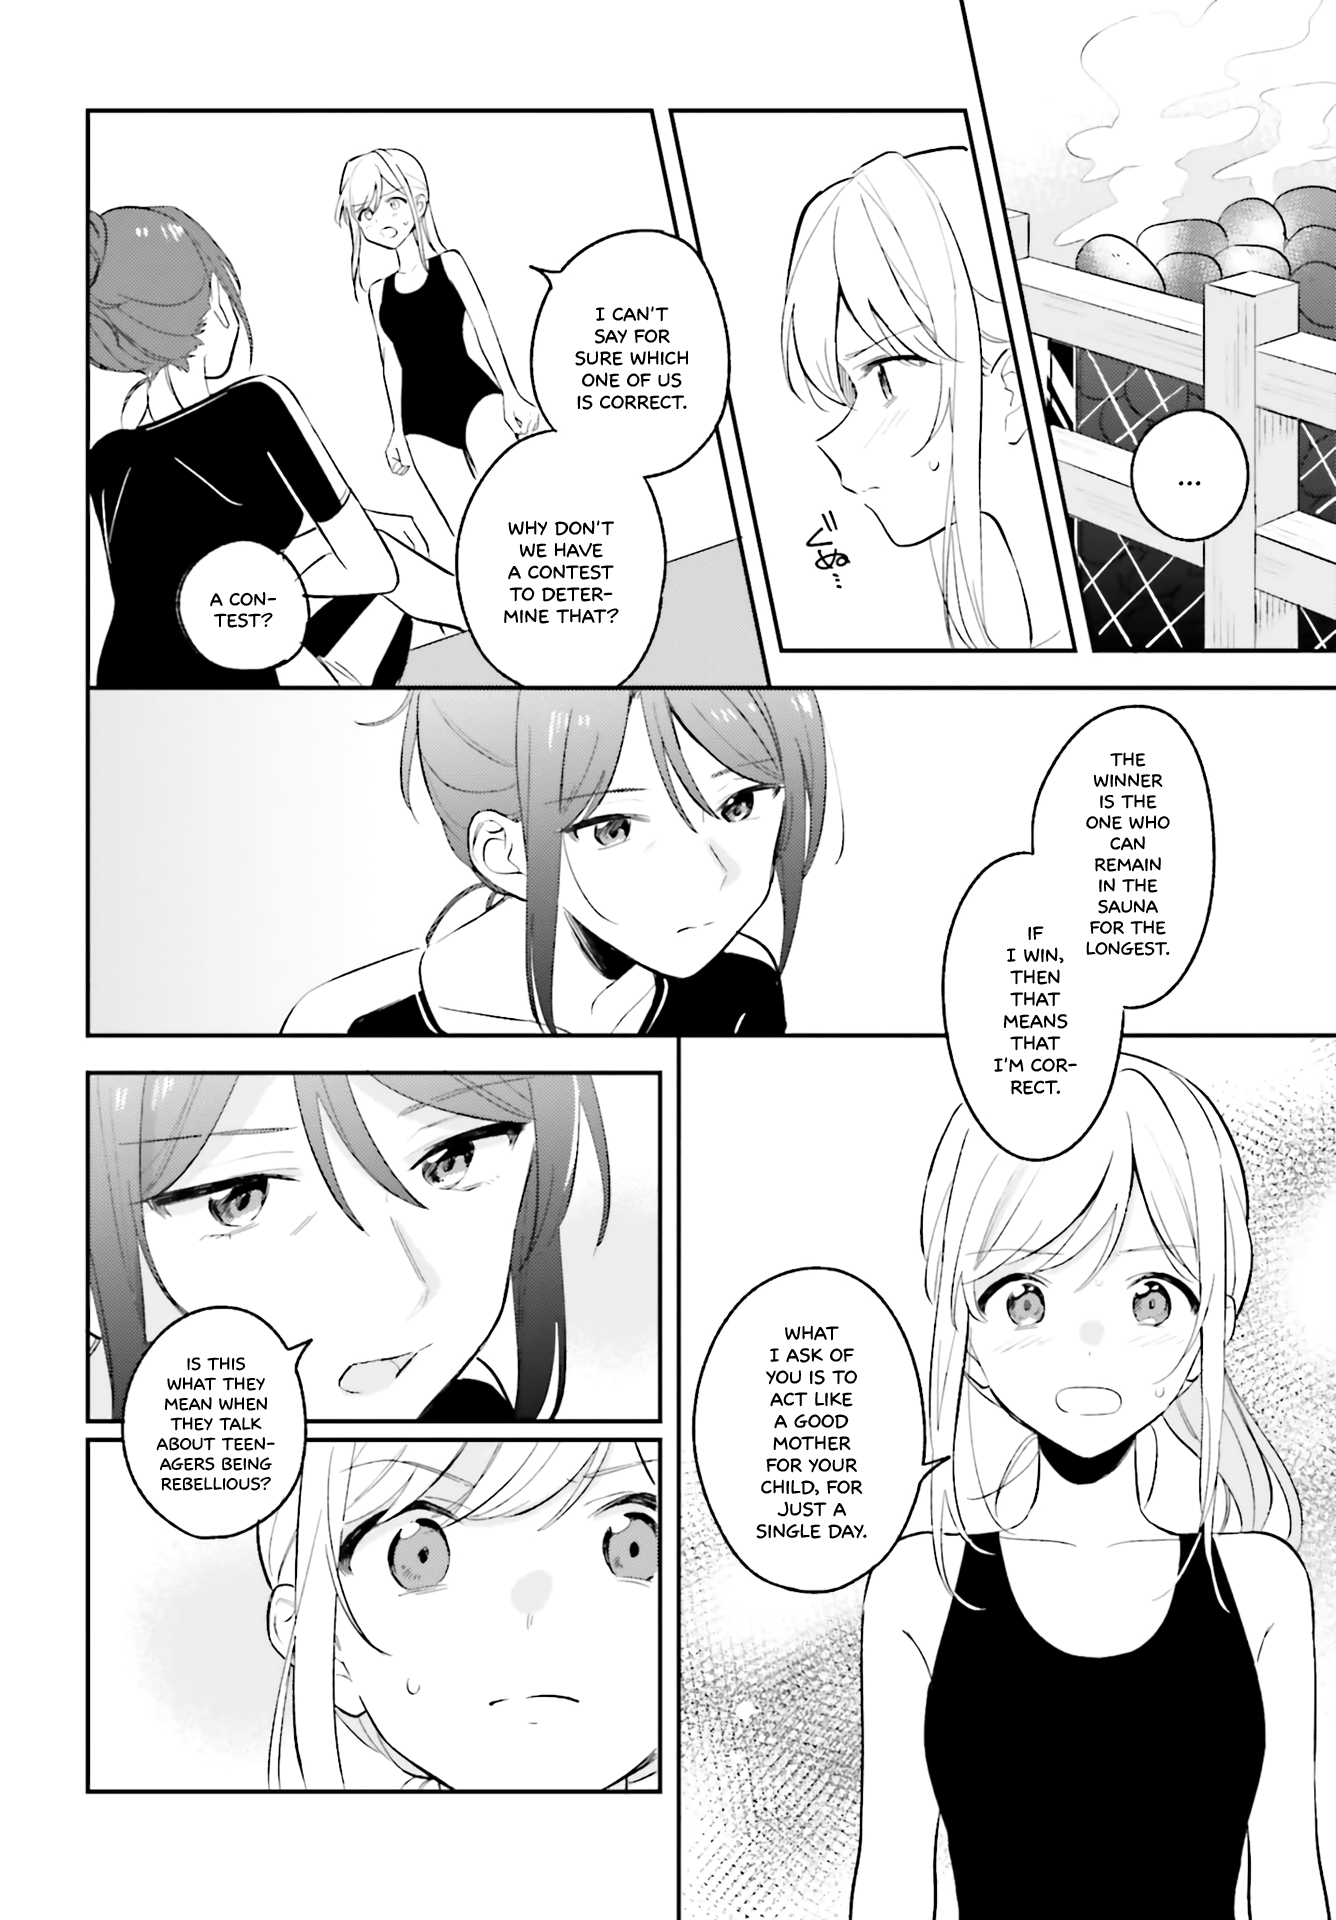 ...
ぐぬ...
I CAN'T
SAY FOR
SURE WHICH
ONE OF US
IS CORRECT.
WHY DON'T
WE HAVE
A CONTEST
TO DETER-
MINE THAT?
A CON-
TEST?
THE
WINNER
IS THE
ONE WHO
CAN
REMAIN
IN THE
SAUNA
FOR THE
LONGEST.
IF
I WIN,
THEN
THAT
MEANS
THAT
I'M COR-
RECT.
WHAT
I ASK OF
YOU IS TO
ACT LIKE
A GOOD
MOTHER
FOR YOUR
CHILD, FOR
JUST A
SINGLE DAY.
IS THIS
WHAT THEY
MEAN WHEN
THEY TALK
ABOUT TEEN-
AGERS BEING
REBELLIOUS?